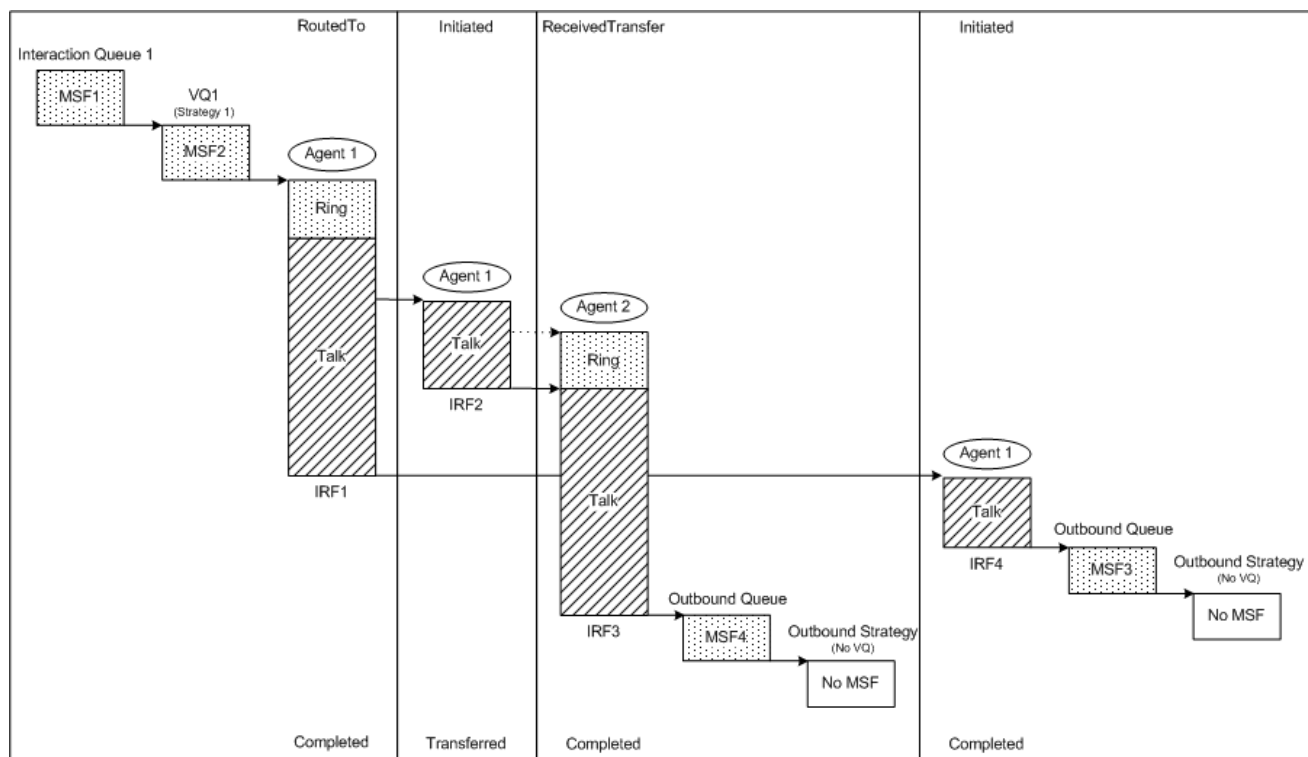 RoutedTo
Initiated
ReceivedTransfer
Initiated
Interaction Queue 1
MSF1
VQ1
(Strategy 1)
MSF2
Agent 1
Ring
Talk
IRF1
Agent 1
Talk
IRF2
Agent 2
Ring
Talk
IRF3
Outbound Queue
MSF4
Outbound Strategy
(No VQ)
No MSF
Agent 1
Talk
IRF4
Outbound Queue
MSF3
Outbound Strategy
(No VQ)
No MSF
Completed
Transferred
Completed
Completed